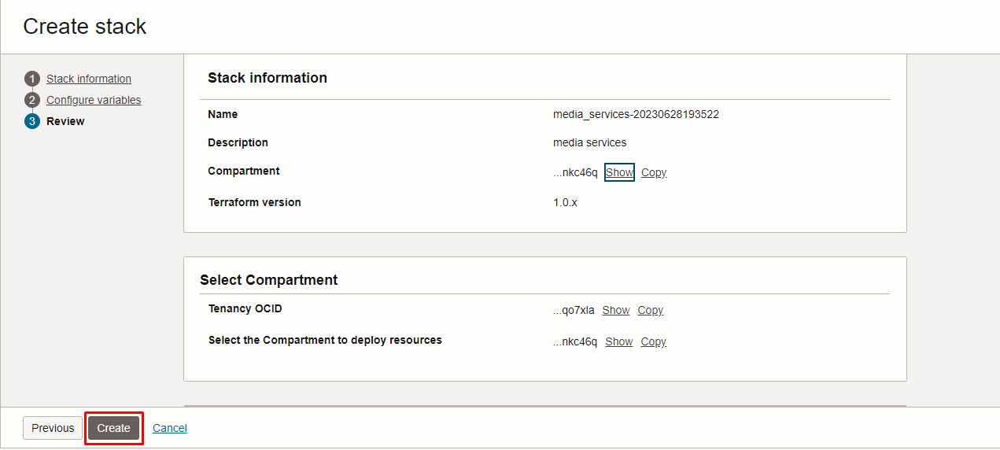 Create stack
1 Stack information
2 Configure variables
3 Review
Stack information
Name media_services-20230628193522
Description media services
Compartment ...nkc46q Show Copy
Terraform version 1.0.x
Select Compartment
Tenancy OCID ...qo7xla Show Copy
Select the Compartment to deploy resources ...nkc46q Show Copy
Previous Create Cancel